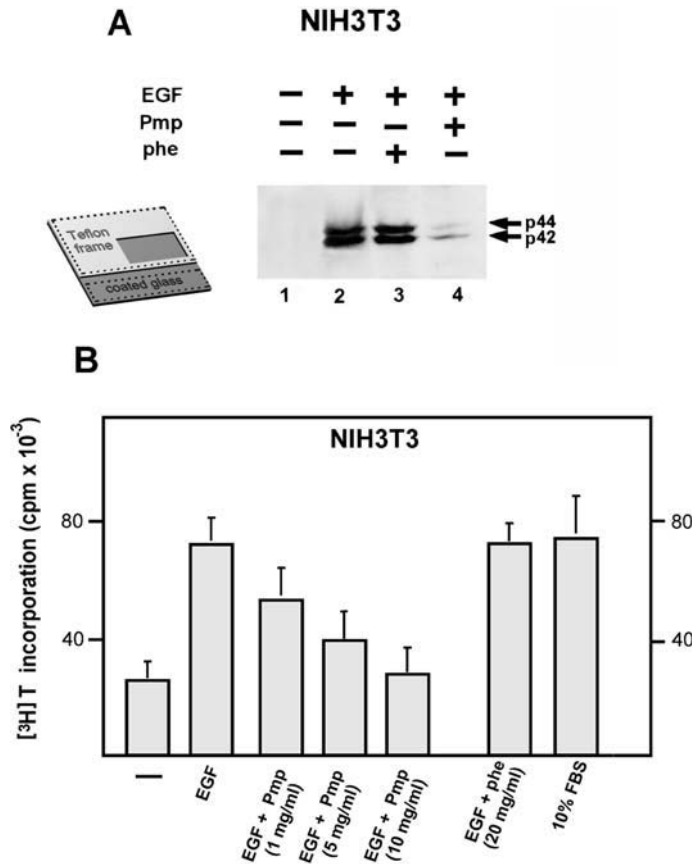 A
NIH3T3
EGF − + + +
Pmp − − − +
phe − − + −
Teflon
frame
coated glass
p44
p42
1 2 3 4
B
NIH3T3
[³H] T incorporation (cpm x 10⁻³)
80
40
80
40
—
EGF
EGF + Pmp
(1 mg/ml)
EGF + Pmp
(5 mg/ml)
EGF + Pmp
(10 mg/ml)
EGF + phe
(20 mg/ml)
10% FBS